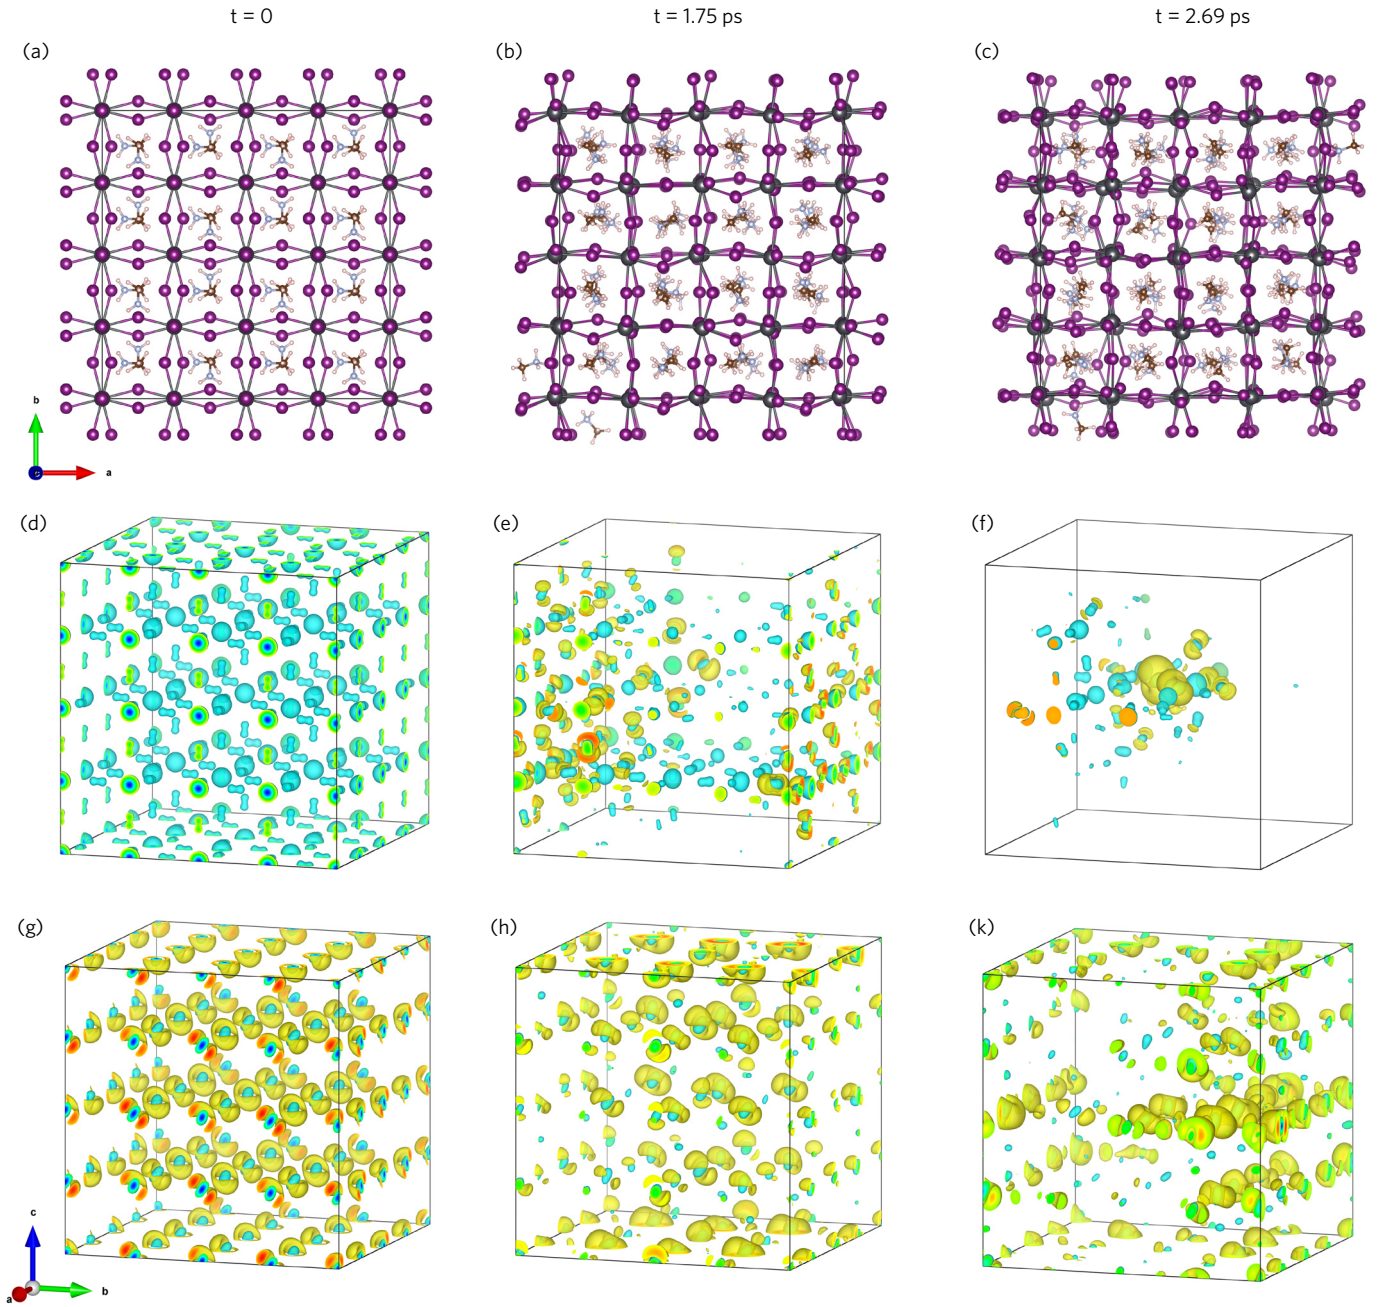 t = 0
t = 1.75 ps
t = 2.69 ps
(a)
(b)
(c)
b
c
a
(d)
(e)
(f)
(g)
(h)
(k)
c
a
b